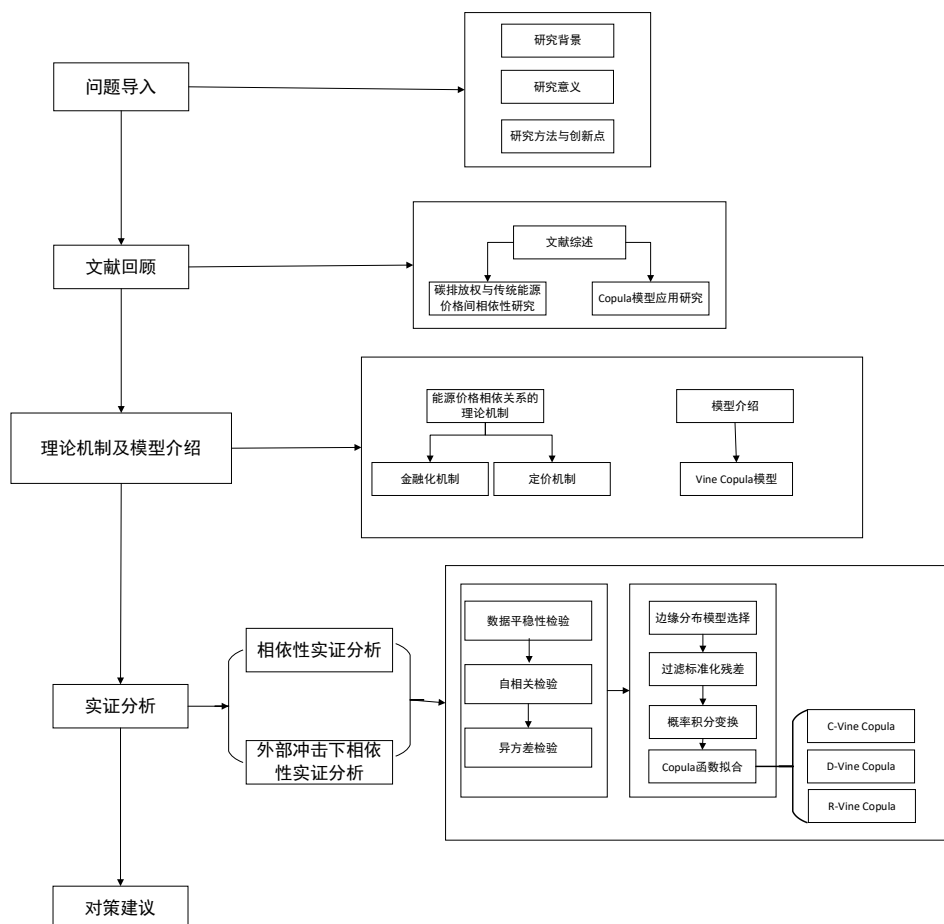 问题导入
研究背景
研究意义
研究方法与创新点
文献回顾
文献综述
碳排放权与传统能源
价格间相依性研究
Copula模型应用研究
理论机制及模型介绍
能源价格相依关系的
理论机制
金融化机制
定价机制
模型介绍
Vine Copula模型
实证分析
相依性实证分析
外部冲击下相依
性实证分析
数据平稳性检验
自相关检验
异方差检验
边缘分布模型选择
过滤标准化残差
概率积分变换
Copula函数拟合
C-Vine Copula
D-Vine Copula
R-Vine Copula
对策建议